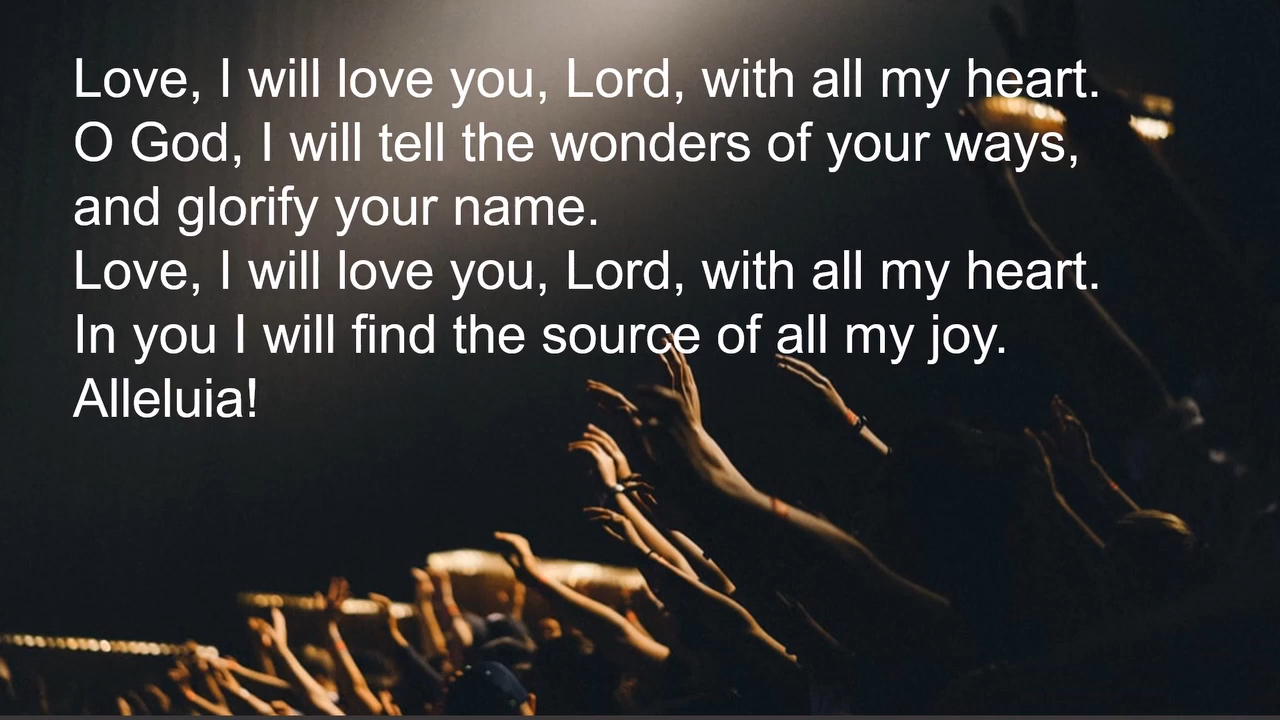 Love, I will love you, Lord, with all my heart.
O God, I will tell the wonders of your ways,
and glorify your name.
Love, I will love you, Lord, with all my heart.
In you I will find the source of all my joy.
Alleluia!